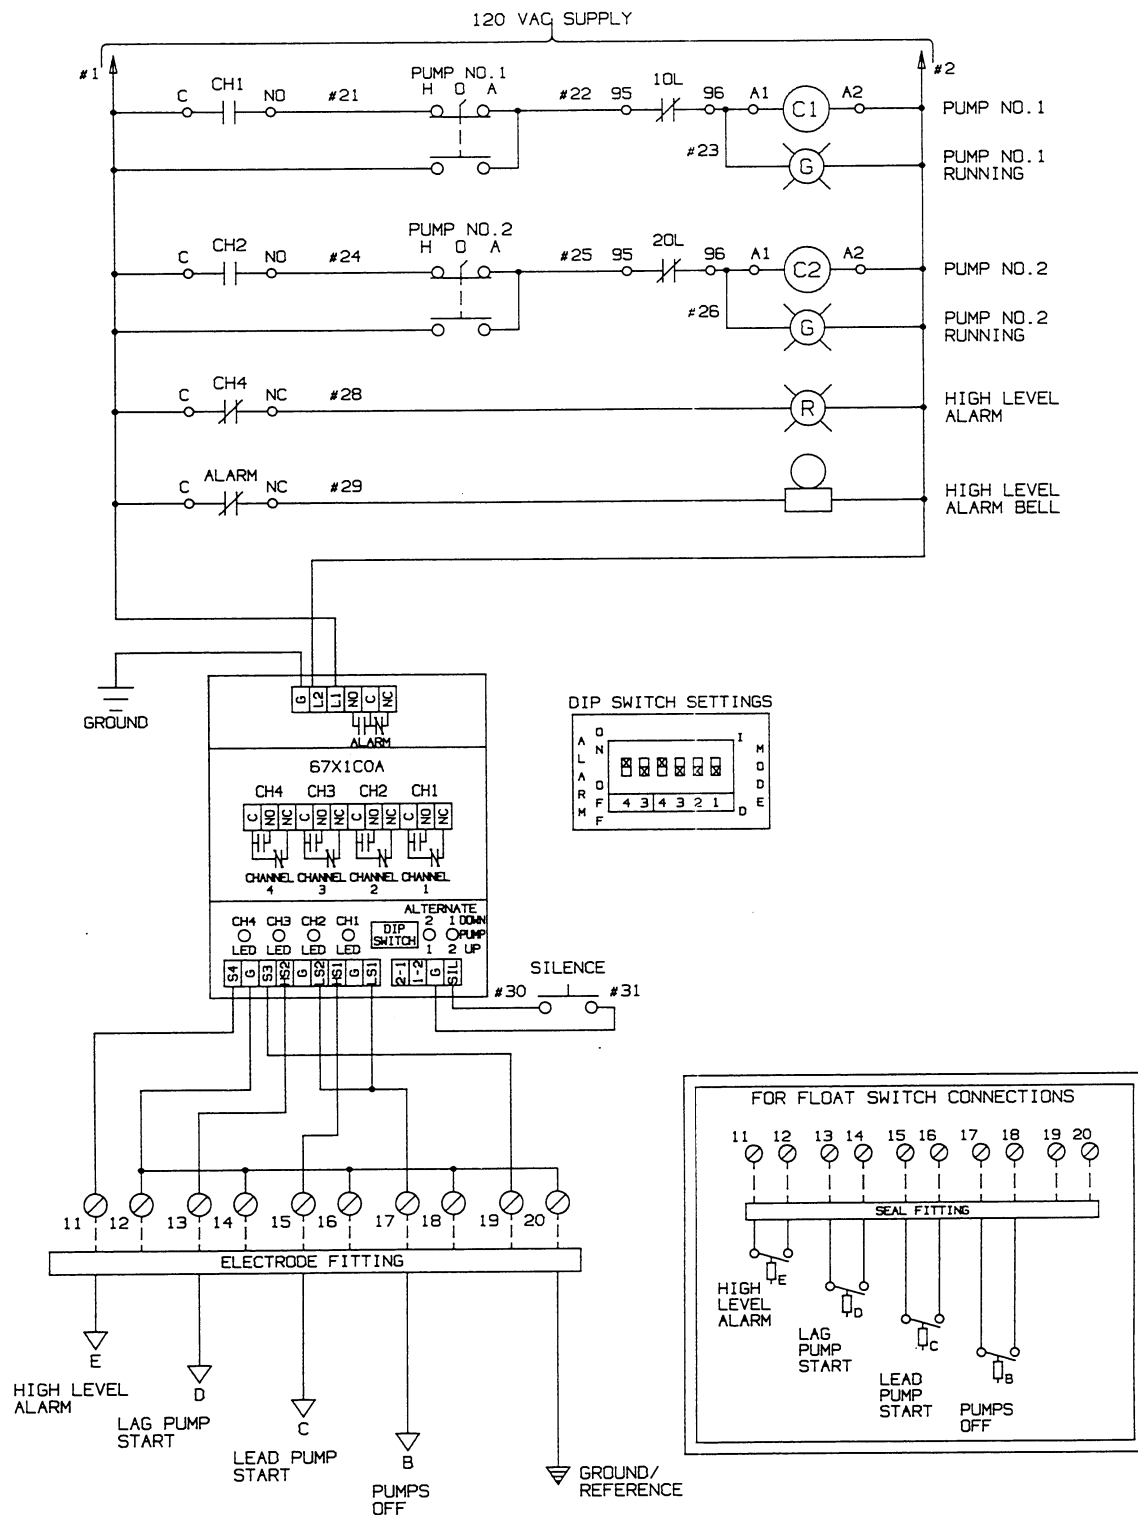 120 VAC SUPPLY
#1
#2
C CH1 NO #21
PUMP NO.1
H O A
#22 95 1OL 96 A1 C1 A2
PUMP NO.1
#23
G
PUMP NO.1
RUNNING
C CH2 NO #24
PUMP NO.2
H O A
#25 95 2OL 96 A1 C2 A2
PUMP NO.2
#26
G
PUMP NO.2
RUNNING
C CH4 NC #28
R
HIGH LEVEL
ALARM
C ALARM NC #29
HIGH LEVEL
ALARM BELL
GROUND
G L2 L1 NO C NC
ALARM
67X1COA
CH4 CH3 CH2 CH1
C NO NC C NO NC C NO NC C NO NC
CHANNEL 4
CHANNEL 3
CHANNEL 2
CHANNEL 1
ALTERNATE
CH4 CH3 CH2 CH1
LED LED LED LED
DIP
SWITCH
2 1 DOWN
PUMP
1 2 UP
S4 G S3 HS2 G LS2 HS1 G LS1
2-1 1-2 G SIL
DIP SWITCH SETTINGS
ALARM
ON OFF
4 3 4 3 2 1
I
D
MODE
SILENCE
#30 #31
11 12 13 14 15 16 17 18 19 20
ELECTRODE FITTING
E
HIGH LEVEL
ALARM
D
LAG PUMP
START
C
LEAD PUMP
START
B
PUMPS
OFF
GROUND/
REFERENCE
FOR FLOAT SWITCH CONNECTIONS
11 12 13 14 15 16 17 18 19 20
SEAL FITTING
E
HIGH
LEVEL
ALARM
D
LAG
PUMP
START
C
LEAD
PUMP
START
B
PUMPS
OFF